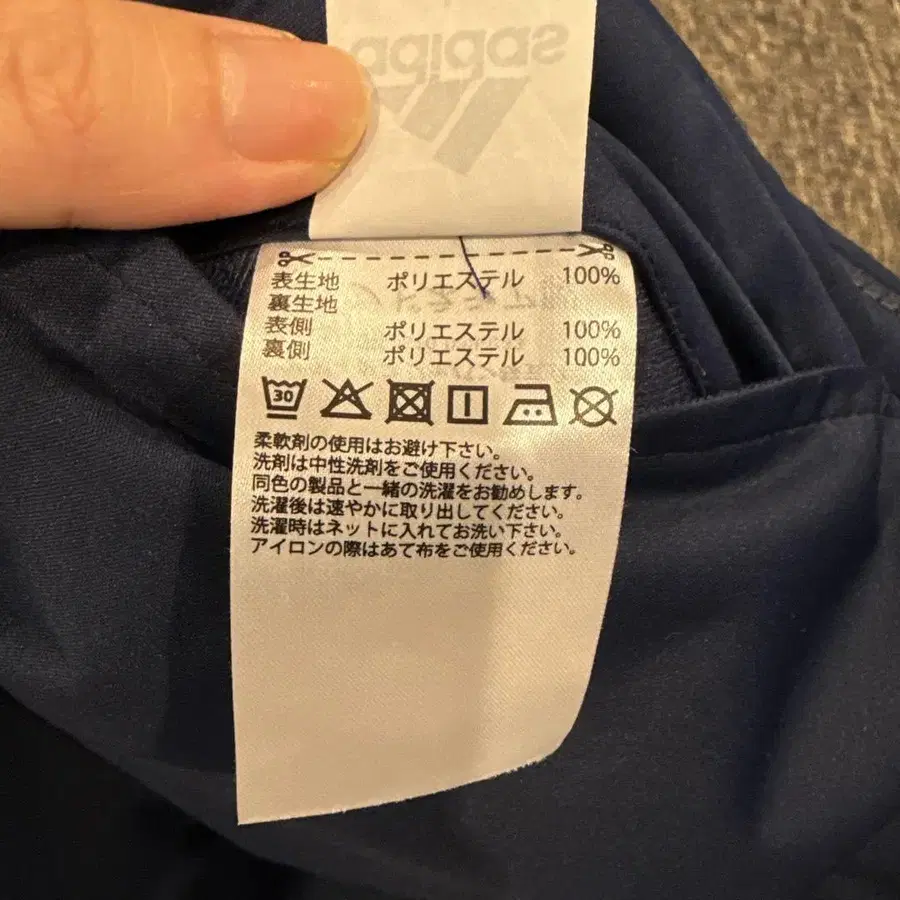 adidas
表生地 ポリエステル 100%
裏生地
表側 ポリエステル 100%
裏側 ポリエステル 100%
30
柔軟剤の使用はお避け下さい。
洗剤は中性洗剤をご使用ください。
同色の製品と一緒の洗濯をお勧めします。
洗濯後は速やかに取り出してください。
洗濯時はネットに入れてお洗い下さい。
アイロンの際はあて布をご使用ください。